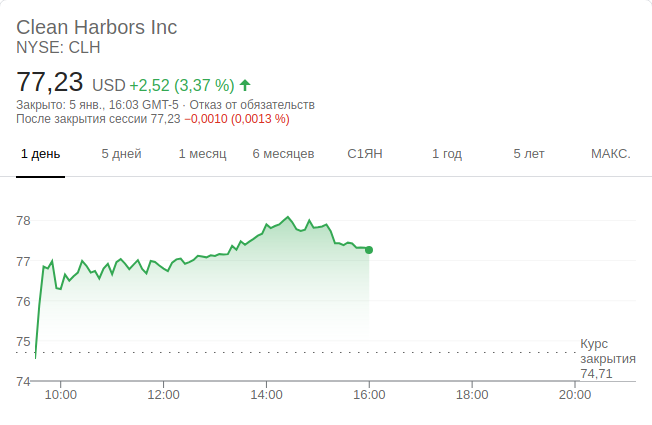 Clean Harbors Inc
NYSE: CLH
77,23 USD +2,52 (3,37 %)
Закрыто: 5 янв., 16:03 GMT-5 · Отказ от обязательств
После закрытия сессии 77,23 −0,0010 (0,0013 %)
1 день 5 дней 1 месяц 6 месяцев С1ЯН 1 год 5 лет МАКС.
78
77
76
75
Курс
закрытия
74,71
74
10:00 12:00 14:00 16:00 18:00 20:00